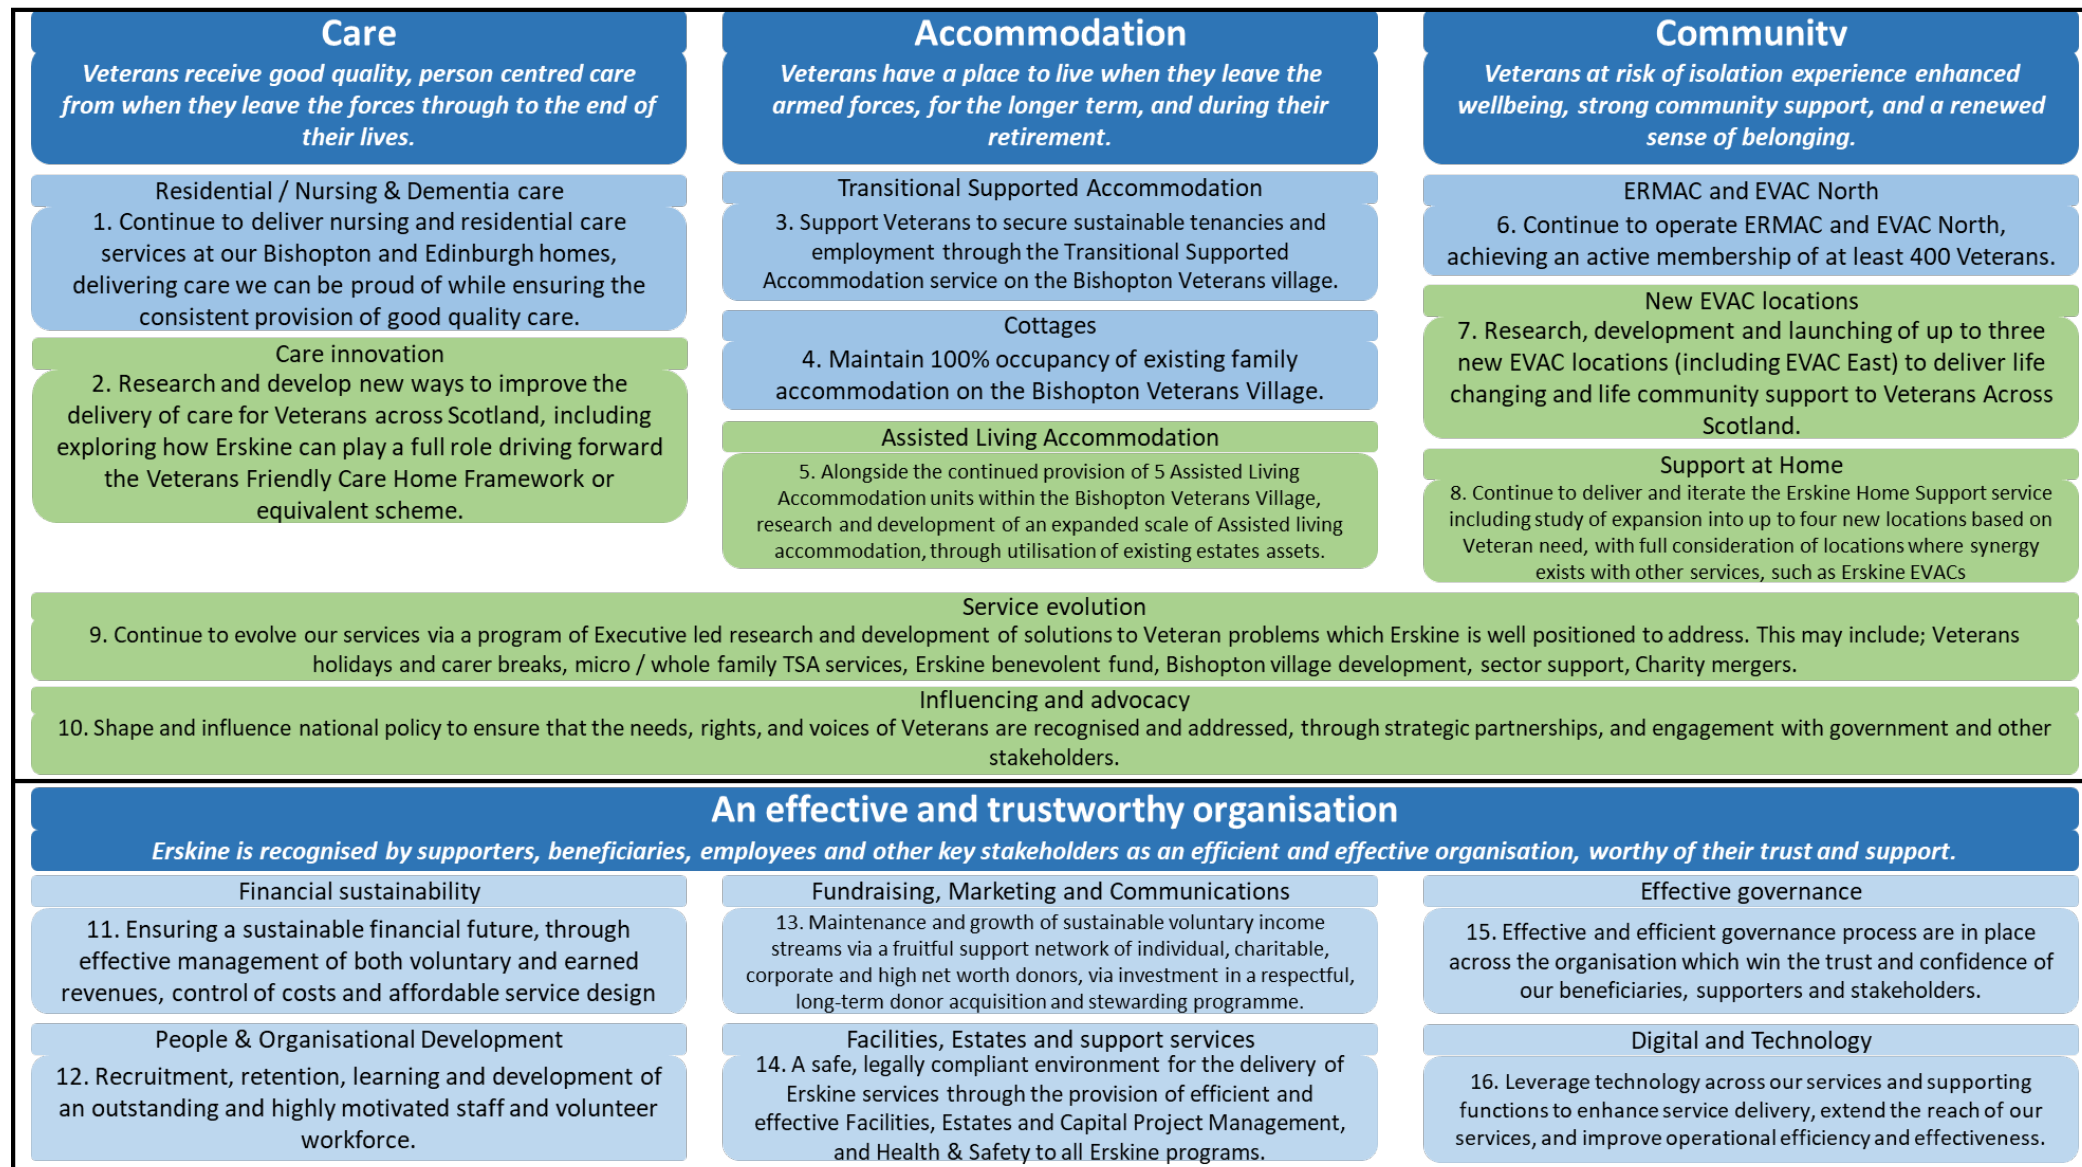 Care
Veterans receive good quality, person centred care
from when they leave the forces through to the end of
their lives.
Residential / Nursing & Dementia care
1. Continue to deliver nursing and residential care
services at our Bishopton and Edinburgh homes,
delivering care we can be proud of while ensuring the
consistent provision of good quality care.
Care innovation
2. Research and develop new ways to improve the
delivery of care for Veterans across Scotland, including
exploring how Erskine can play a full role driving forward
the Veterans Friendly Care Home Framework or
equivalent scheme.
Accommodation
Veterans have a place to live when they leave the
armed forces, for the longer term, and during their
retirement.
Transitional Supported Accommodation
3. Support Veterans to secure sustainable tenancies and
employment through the Transitional Supported
Accommodation service on the Bishopton Veterans village.
Cottages
4. Maintain 100% occupancy of existing family
accommodation on the Bishopton Veterans Village.
Assisted Living Accommodation
5. Alongside the continued provision of 5 Assisted Living
Accommodation units within the Bishopton Veterans Village,
research and development of an expanded scale of Assisted living
accommodation, through utilisation of existing estates assets.
Community
Veterans at risk of isolation experience enhanced
wellbeing, strong community support, and a renewed
sense of belonging.
ERMAC and EVAC North
6. Continue to operate ERMAC and EVAC North,
achieving an active membership of at least 400 Veterans.
New EVAC locations
7. Research, development and launching of up to three
new EVAC locations (including EVAC East) to deliver life
changing and life community support to Veterans Across
Scotland.
Support at Home
8. Continue to deliver and iterate the Erskine Home Support service
including study of expansion into up to four new locations based on
Veteran need, with full consideration of locations where synergy
exists with other services, such as Erskine EVACs
Service evolution
9. Continue to evolve our services via a program of Executive led research and development of solutions to Veteran problems which Erskine is well positioned to address. This may include; Veterans
holidays and carer breaks, micro / whole family TSA services, Erskine benevolent fund, Bishopton village development, sector support, Charity mergers.
Influencing and advocacy
10. Shape and influence national policy to ensure that the needs, rights, and voices of Veterans are recognised and addressed, through strategic partnerships, and engagement with government and other
stakeholders.
An effective and trustworthy organisation
Erskine is recognised by supporters, beneficiaries, employees and other key stakeholders as an efficient and effective organisation, worthy of their trust and support.
Financial sustainability
11. Ensuring a sustainable financial future, through
effective management of both voluntary and earned
revenues, control of costs and affordable service design
People & Organisational Development
12. Recruitment, retention, learning and development of
an outstanding and highly motivated staff and volunteer
workforce.
Fundraising, Marketing and Communications
13. Maintenance and growth of sustainable voluntary income
streams via a fruitful support network of individual, charitable,
corporate and high net worth donors, via investment in a respectful,
long-term donor acquisition and stewarding programme.
Facilities, Estates and support services
14. A safe, legally compliant environment for the delivery of
Erskine services through the provision of efficient and
effective Facilities, Estates and Capital Project Management,
and Health & Safety to all Erskine programs.
Effective governance
15. Effective and efficient governance process are in place
across the organisation which win the trust and confidence of
our beneficiaries, supporters and stakeholders.
Digital and Technology
16. Leverage technology across our services and supporting
functions to enhance service delivery, extend the reach of our
services, and improve operational efficiency and effectiveness.